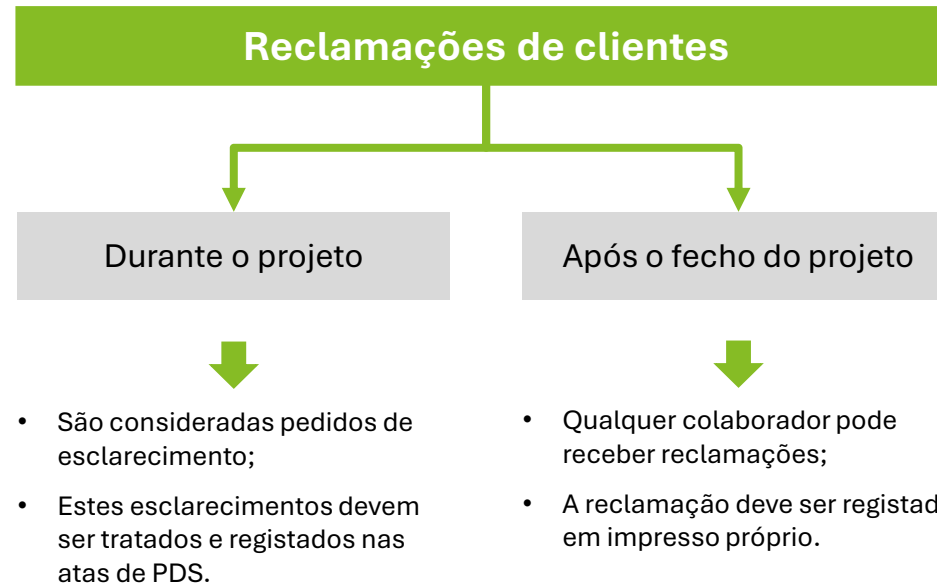 Reclamações de clientes
Durante o projeto
Após o fecho do projeto
• São consideradas pedidos de
esclarecimento;
• Estes esclarecimentos devem
ser tratados e registados nas
atas de PDS.
• Qualquer colaborador pode
receber reclamações;
• A reclamação deve ser registad
em impresso próprio.